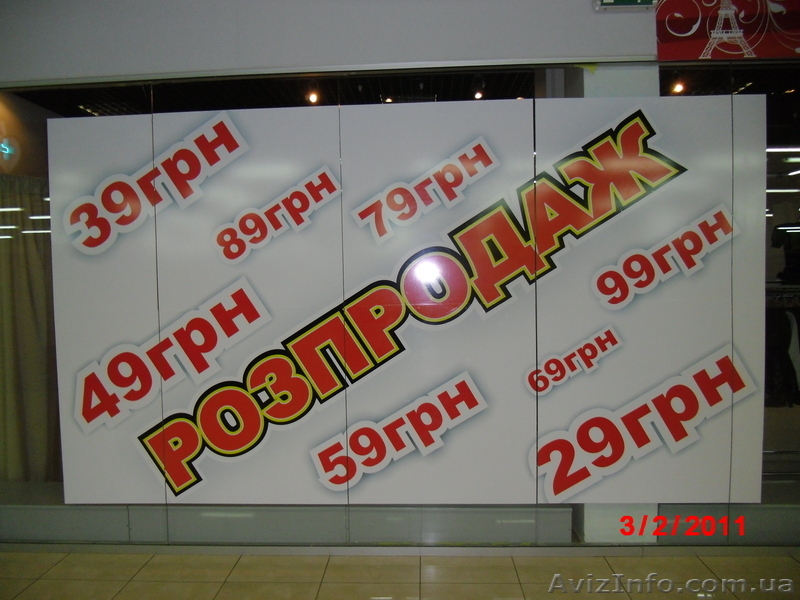 39грн
89грн
79грн
РОЗПРОДАЖ
99грн
49грн
69грн
59грн
29грн
3/2/2011
AvizInfo.com.ua